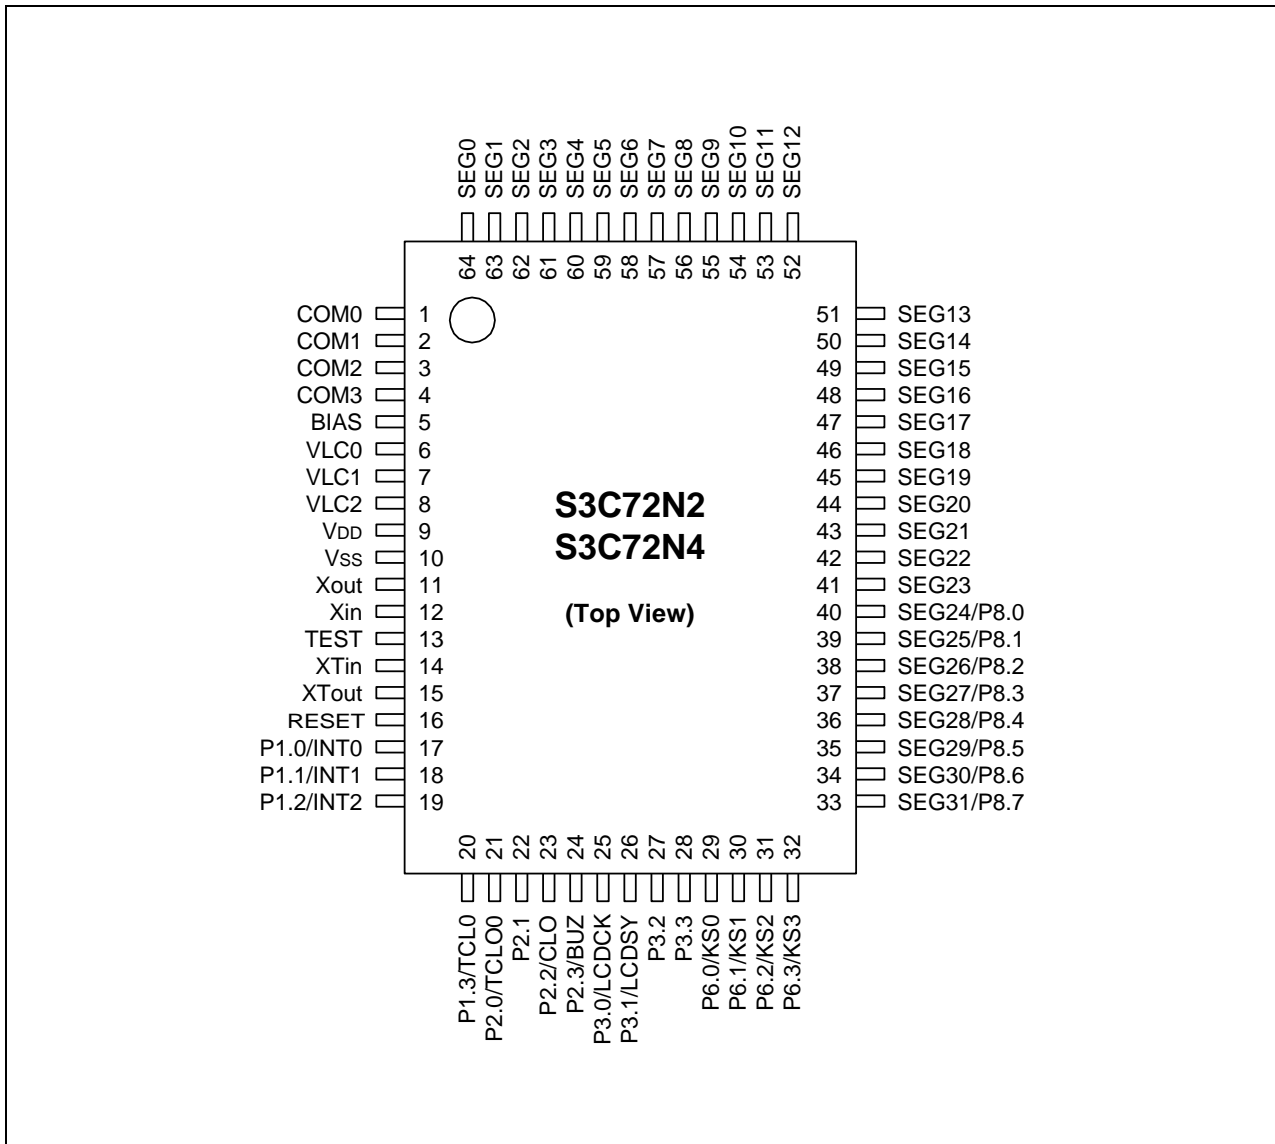 SEG0 SEG1 SEG2 SEG3 SEG4 SEG5 SEG6 SEG7 SEG8 SEG9 SEG10 SEG11 SEG12
64 63 62 61 60 59 58 57 56 55 54 53 52
COM0 1 51 SEG13
COM1 2 50 SEG14
COM2 3 49 SEG15
COM3 4 48 SEG16
BIAS 5 47 SEG17
VLC0 6 46 SEG18
VLC1 7 45 SEG19
VLC2 8 44 SEG20
VDD 9 43 SEG21
VSS 10 42 SEG22
Xout 11 41 SEG23
Xin 12 40 SEG24/P8.0
TEST 13 39 SEG25/P8.1
XTin 14 38 SEG26/P8.2
XTout 15 37 SEG27/P8.3
RESET 16 36 SEG28/P8.4
P1.0/INT0 17 35 SEG29/P8.5
P1.1/INT1 18 34 SEG30/P8.6
P1.2/INT2 19 33 SEG31/P8.7
S3C72N2
S3C72N4
(Top View)
20 21 22 23 24 25 26 27 28 29 30 31 32
P1.3/TCL0 P2.0/TCLO0 P2.1 P2.2/CLO P2.3/BUZ P3.0/LCDCK P3.1/LCDSY P3.2 P3.3 P6.0/KS0 P6.1/KS1 P6.2/KS2 P6.3/KS3